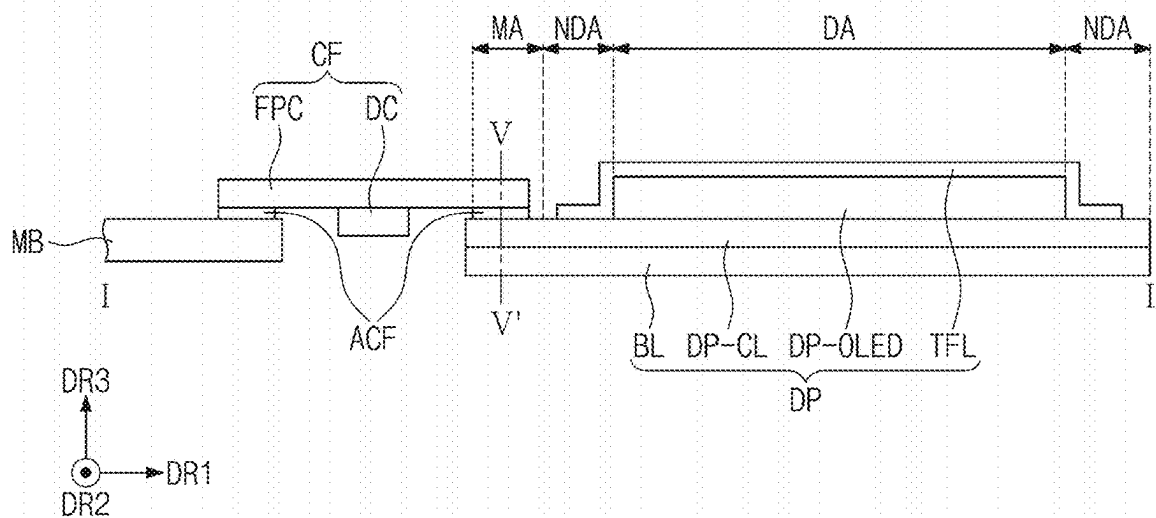 MA NDA DA NDA
CF
FPC DC
V
MB
I I
V'
ACF
BL DP-CL DP-OLED TFL
DP
DR3
DR1
DR2